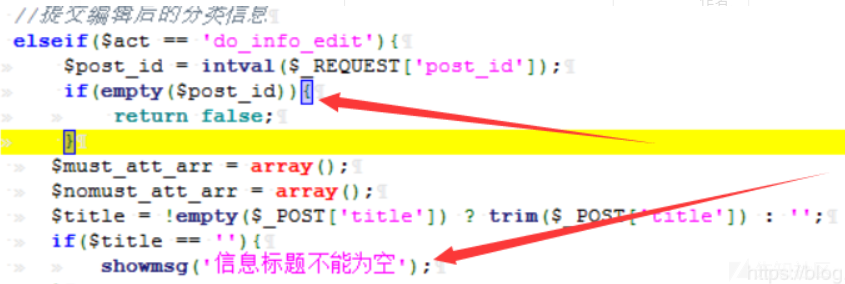 作者
//提交编辑后的分类信息
elseif($act == 'do_info_edit'){
$post_id = intval($_REQUEST['post_id']);
if(empty($post_id)){
return false;
}
$must_att_arr = array();
$nomust_att_arr = array();
$title = !empty($_POST['title']) ? trim($_POST['title']) : '';
if($title == ''){
showmsg('信息标题不能为空');
https://blog